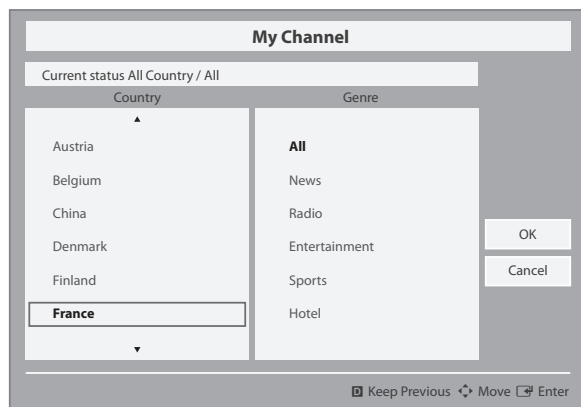 My Channel
Current status All Country / All
Country
Genre
Austria
Belgium
China
Denmark
Finland
France
All
News
Radio
Entertainment
Sports
Hotel
OK
Cancel
D Keep Previous Move Enter